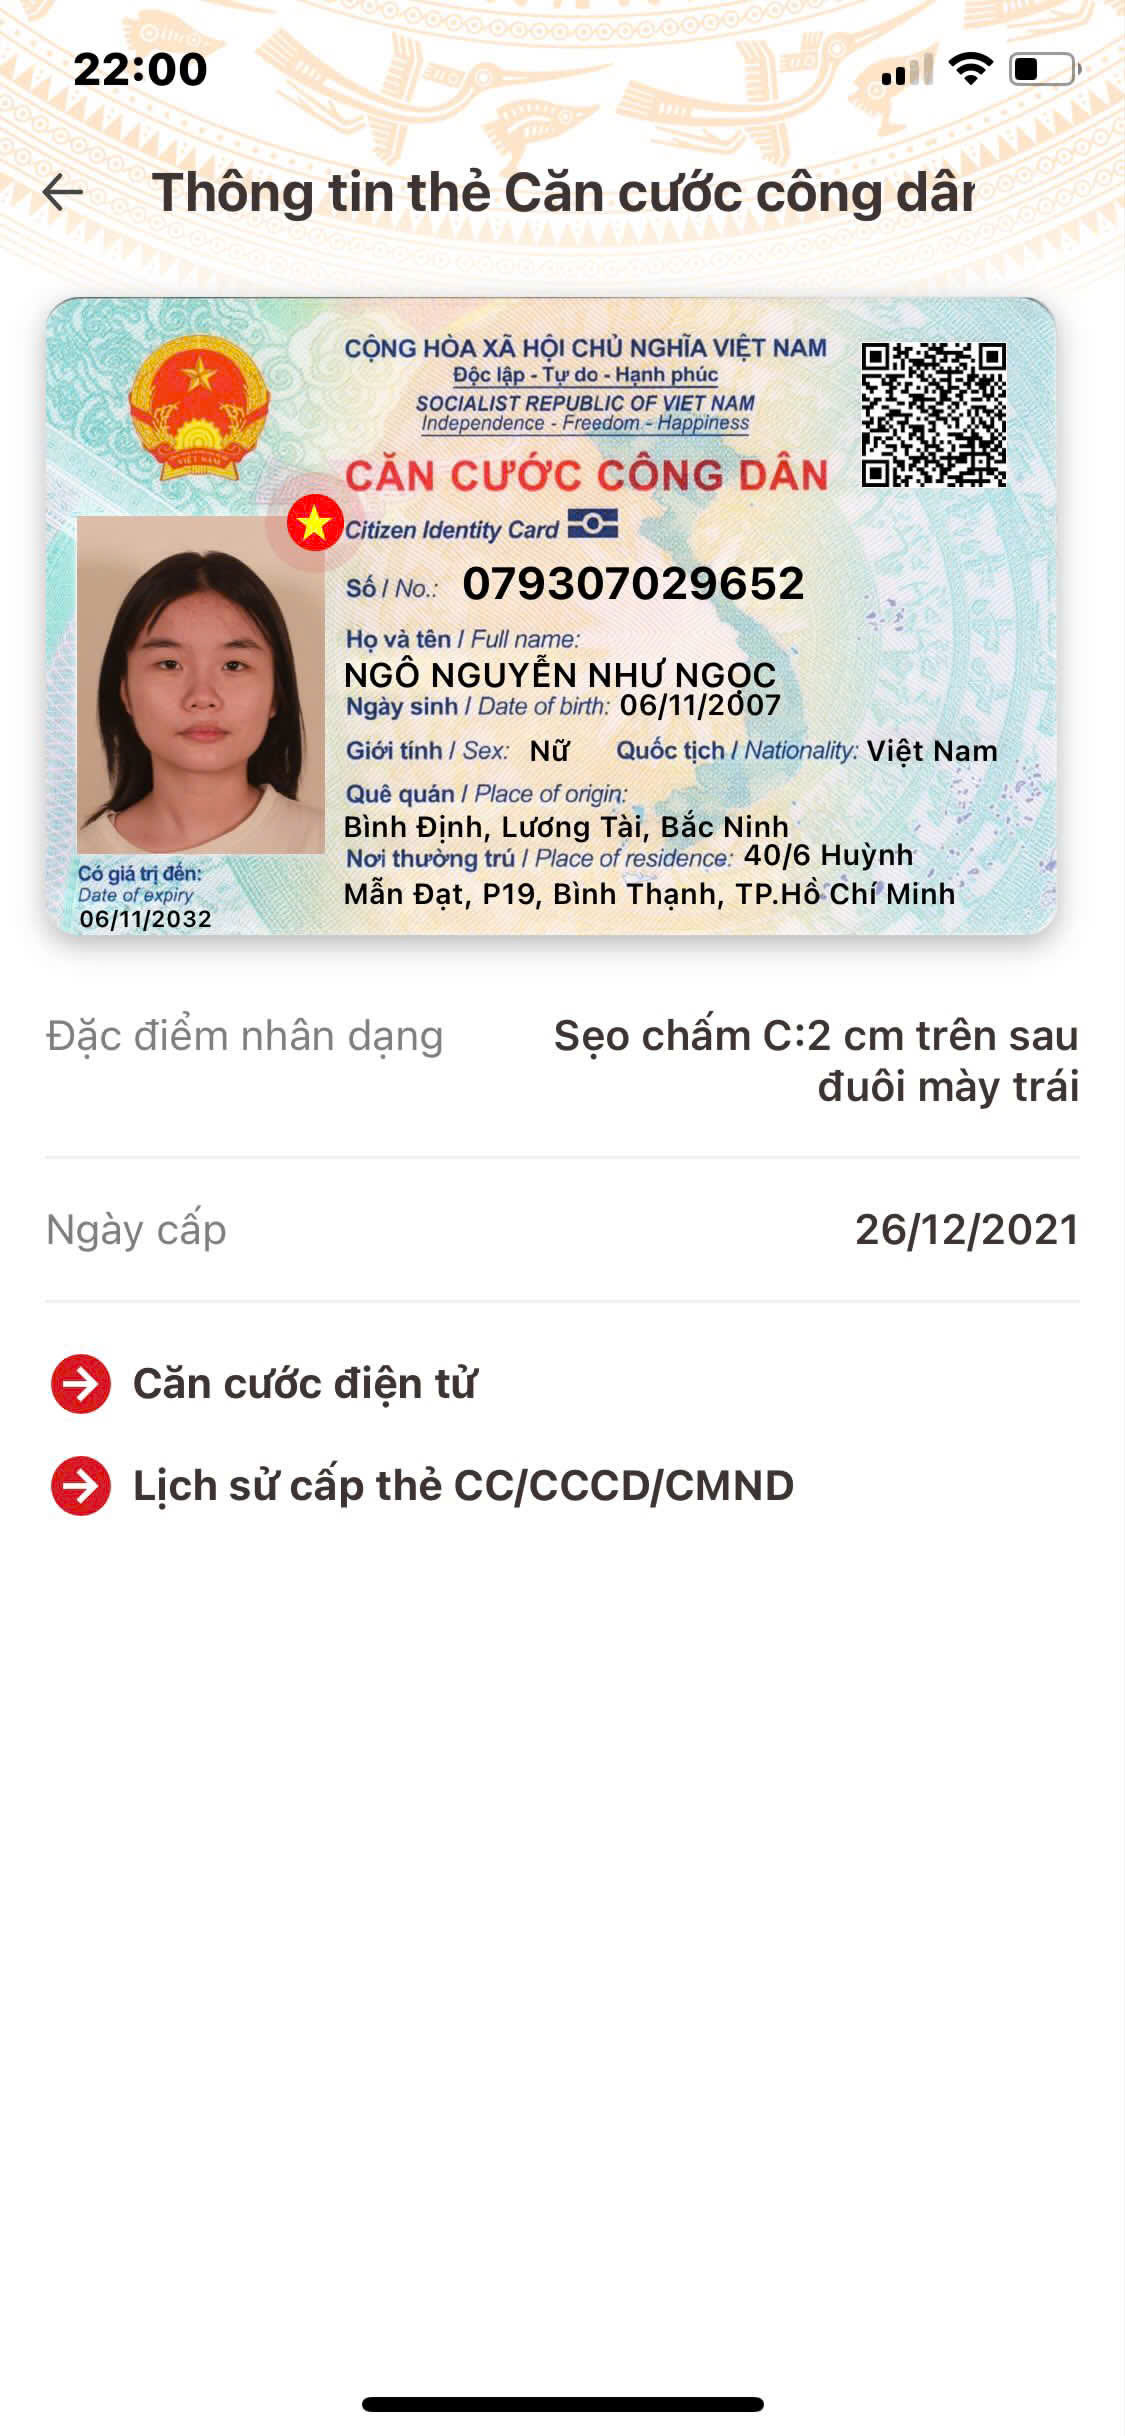 22:00
Thông tin thẻ Căn cước công dân
CỘNG HÒA XÃ HỘI CHỦ NGHĨA VIỆT NAM
Độc lập - Tự do - Hạnh phúc
SOCIALIST REPUBLIC OF VIET NAM
Independence - Freedom - Happiness
CĂN CƯỚC CÔNG DÂN
Citizen Identity Card
VIỆT NAM
Số / No.: 079307029652
Họ và tên / Full name:
NGÔ NGUYỄN NHƯ NGỌC
Ngày sinh / Date of birth: 06/11/2007
Giới tính / Sex: Nữ Quốc tịch / Nationality: Việt Nam
Quê quán / Place of origin:
Bình Định, Lương Tài, Bắc Ninh
Nơi thường trú / Place of residence: 40/6 Huỳnh
Mẫn Đạt, P19, Bình Thạnh, TP.Hồ Chí Minh
Có giá trị đến:
Date of expiry
06/11/2032
Đặc điểm nhân dạng
Sẹo chấm C:2 cm trên sau
đuôi mày trái
Ngày cấp 26/12/2021
Căn cước điện tử
Lịch sử cấp thẻ CC/CCCD/CMND